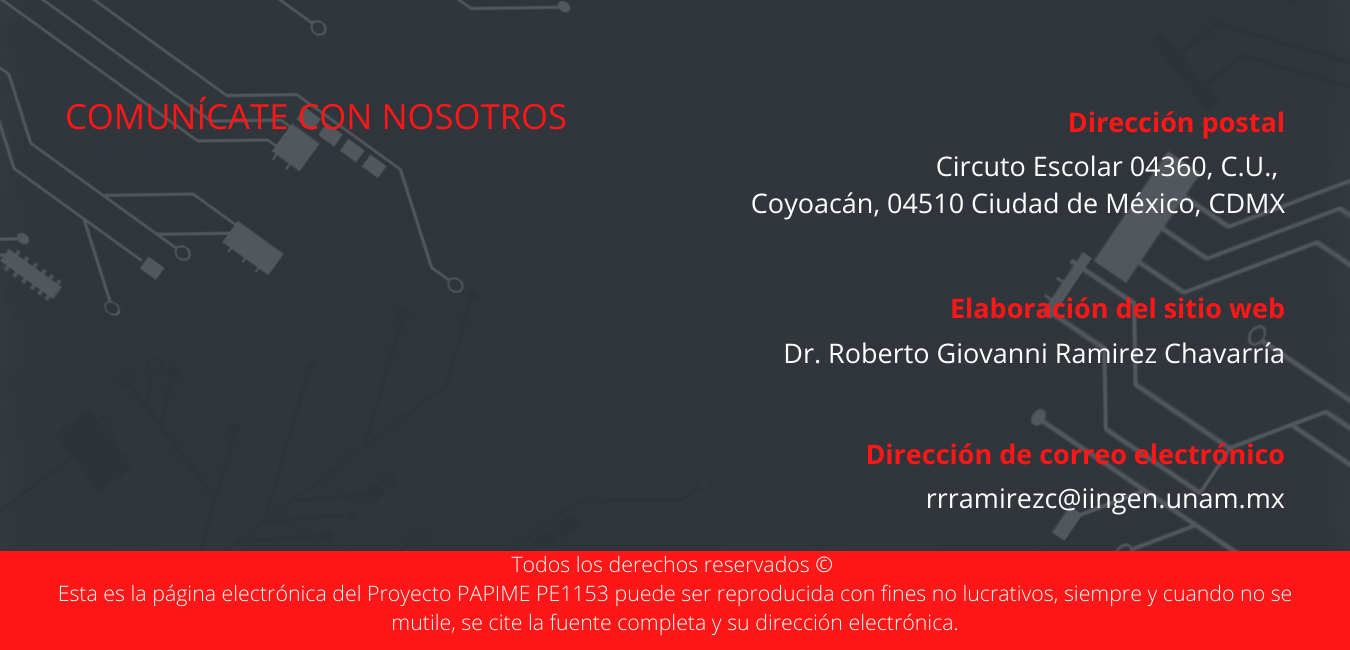 COMUNÍCATE CON NOSOTROS
Dirección postal
Circuto Escolar 04360, C.U.,
Coyoacán, 04510 Ciudad de México, CDMX
Elaboración del sitio web
Dr. Roberto Giovanni Ramirez Chavarría
Dirección de correo electrónico
rrramirezc@iingen.unam.mx
Todos los derechos reservados ©
Esta es la página electrónica del Proyecto PAPIME PE1153 puede ser reproducida con fines no lucrativos, siempre y cuando no se
mutile, se cite la fuente completa y su dirección electrónica.